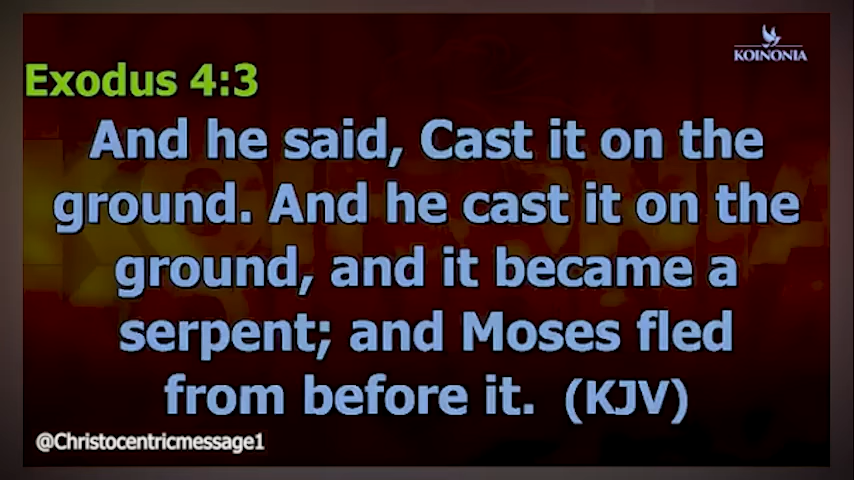 KOINONIA
Exodus 4:3
And he said, Cast it on the
ground. And he cast it on the
ground, and it became a
serpent; and Moses fled
from before it. (KJV)
@Christocentricmessage1